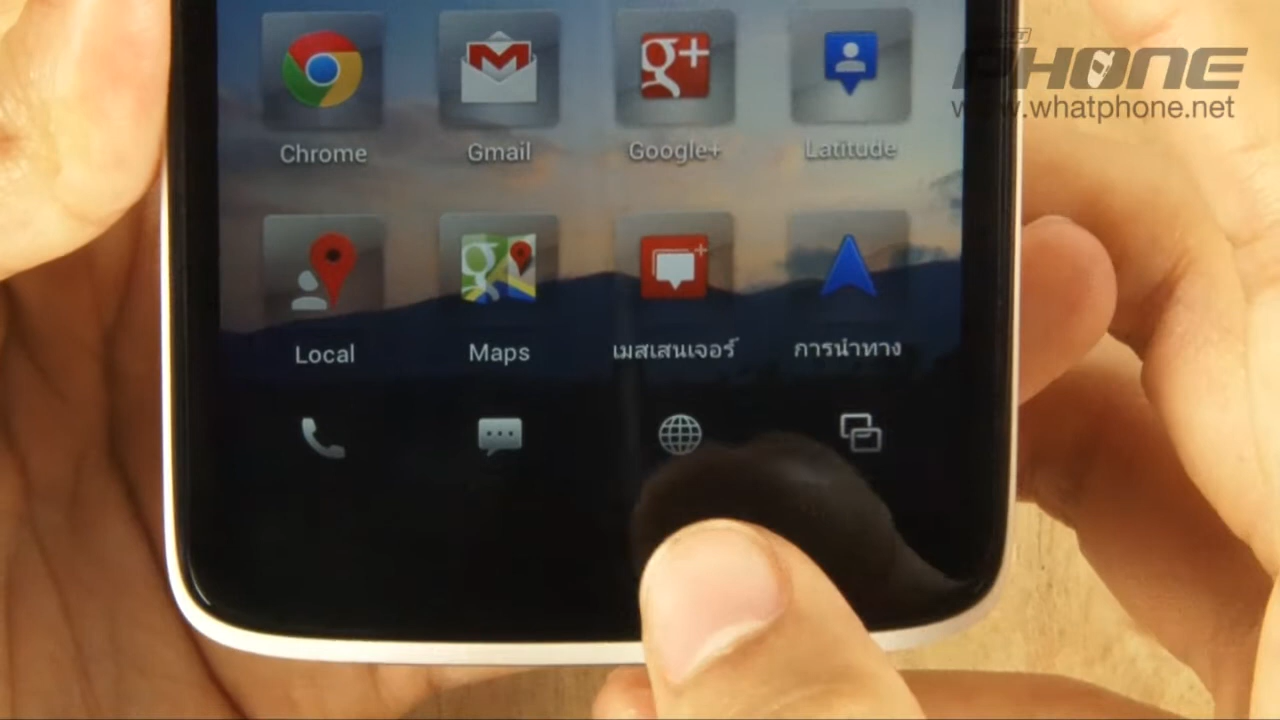 PHONE
www.whatphone.net
Chrome
Gmail
Google+
Latitude
Local
Maps
เมสเสนเจอร์
การนำทาง